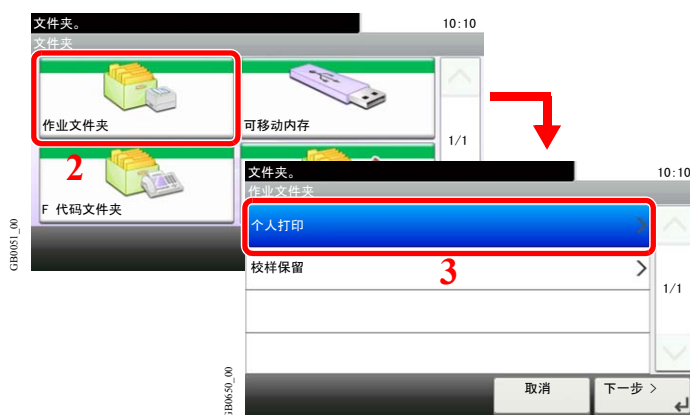 文件夹。 10:10
文件夹
作业文件夹
可移动内存
1/1
2
F 代码文件夹
GB0051_00
文件夹。 10:10
作业文件夹
个人打印
校样保留
3
1/1
取消
下一步 >
GB0650_00